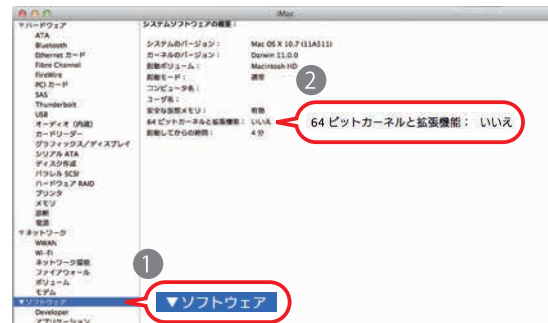 iMac
▼ハードウェア
ATA
Bluetooth
Ethernet カード
Fibre Channel
FireWire
PCI カード
SAS
Thunderbolt
USB
オーディオ（内蔵）
カードリーダー
グラフィックス/ディスプレイ
シリアル ATA
ディスク作成
パラレル SCSI
ハードウェア RAID
プリンタ
メモリ
診断
電源
▼ネットワーク
WWAN
Wi-Fi
ネットワーク環境
ファイアウォール
ボリューム
モデム
▼ソフトウェア
Developer
アプリケーション
システムソフトウェアの概要：
システムのバージョン： Mac OS X 10.7 (11A511)
カーネルのバージョン： Darwin 11.0.0
起動ボリューム： Macintosh HD
起動モード： 通常
コンピュータ名：
ユーザ名：
安全な仮想メモリ： 有効
64 ビットカーネルと拡張機能： いいえ
起動してからの時間： 4 分
2
64 ビットカーネルと拡張機能： いいえ
1
▼ソフトウェア